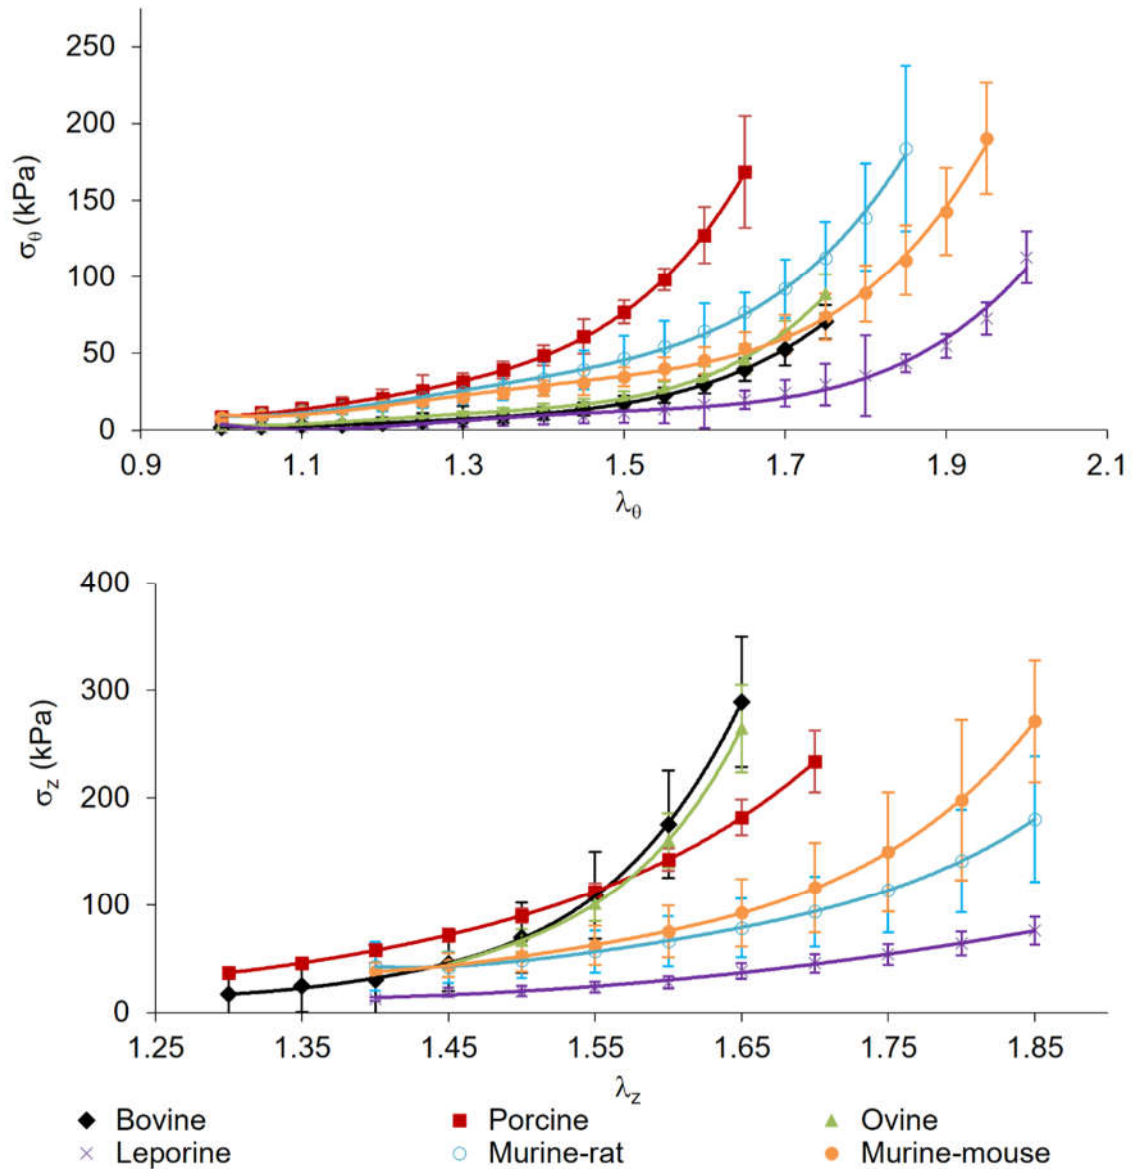 250
200
150
100
50
0
σθ (kPa)
0.9 1.1 1.3 1.5 1.7 1.9 2.1
λθ
400
300
200
100
0
σz (kPa)
1.25 1.35 1.45 1.55 1.65 1.75 1.85
λz
Bovine Porcine Ovine
Leporine Murine-rat Murine-mouse